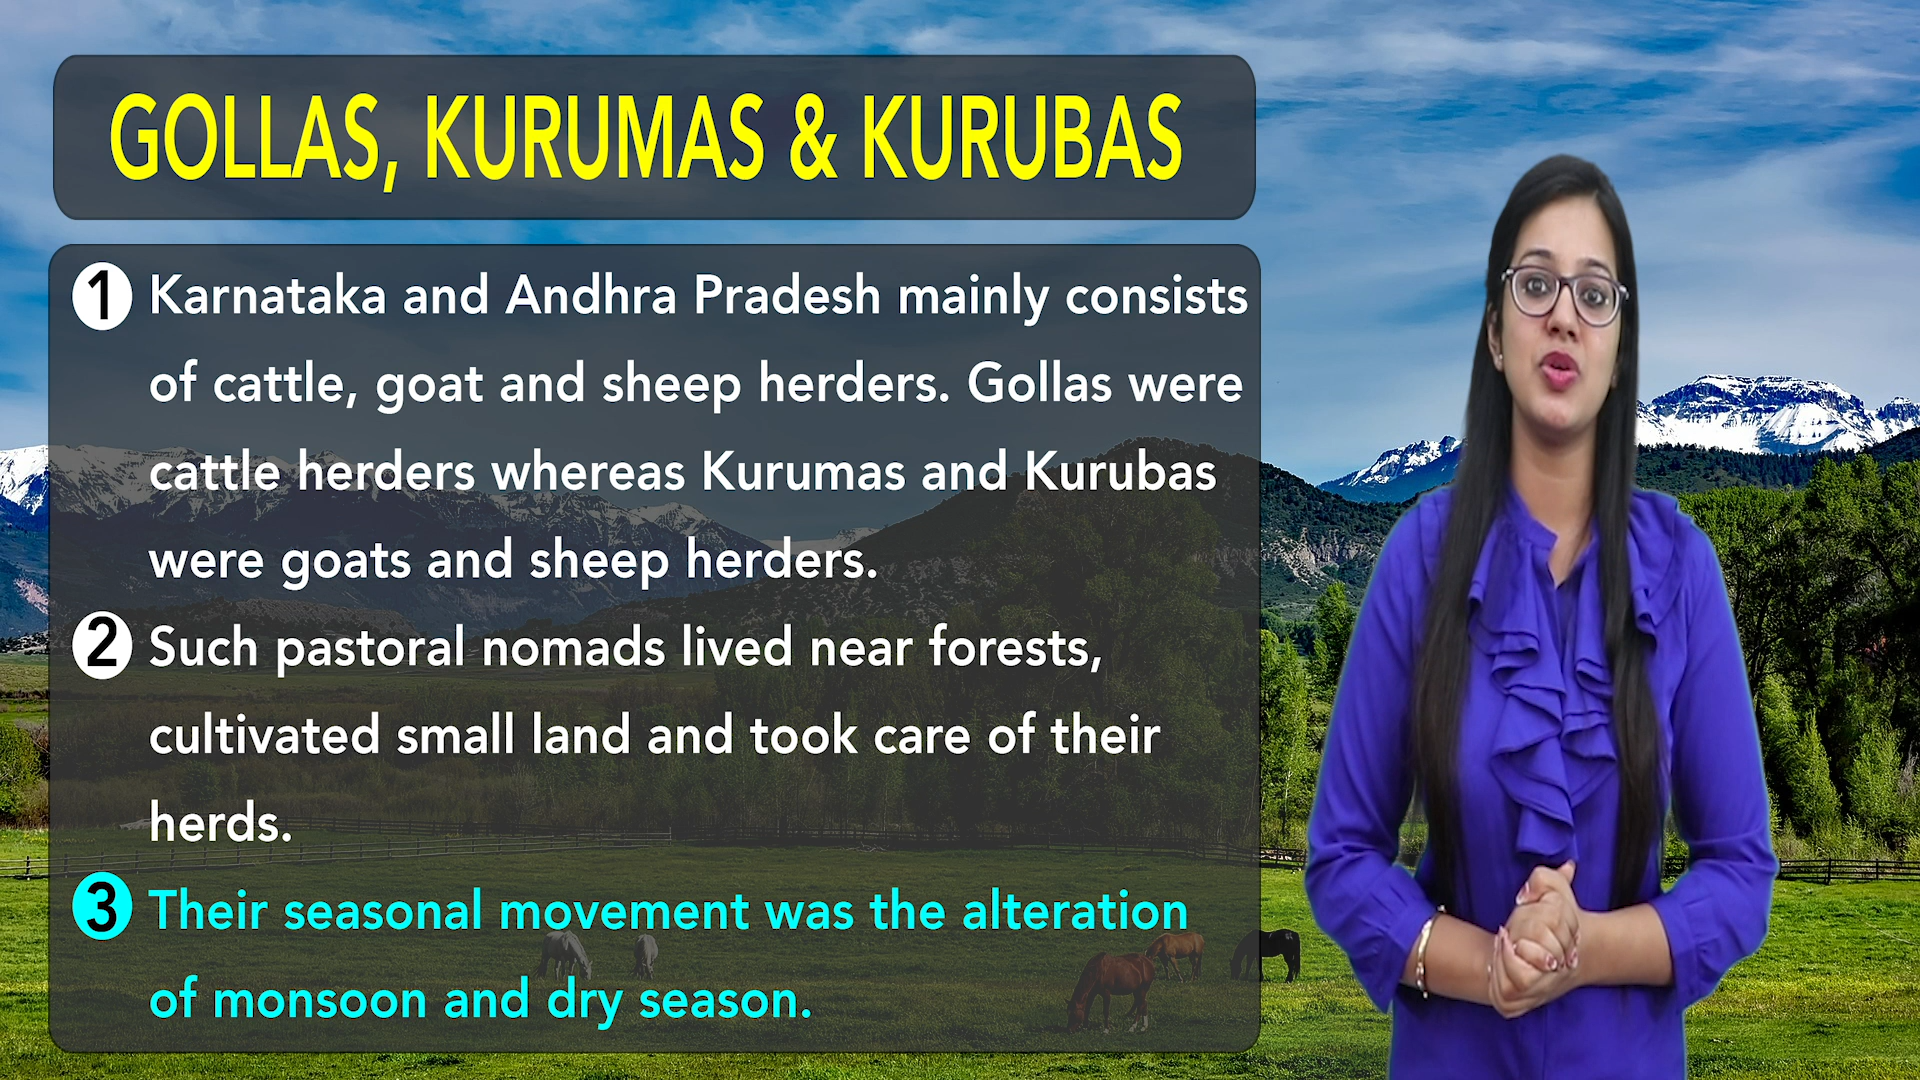 GOLLAS, KURUMAS & KURUBAS
1 Karnataka and Andhra Pradesh mainly consists
of cattle, goat and sheep herders. Gollas were
cattle herders whereas Kurumas and Kurubas
were goats and sheep herders.
2 Such pastoral nomads lived near forests,
cultivated small land and took care of their
herds.
3 Their seasonal movement was the alteration
of monsoon and dry season.